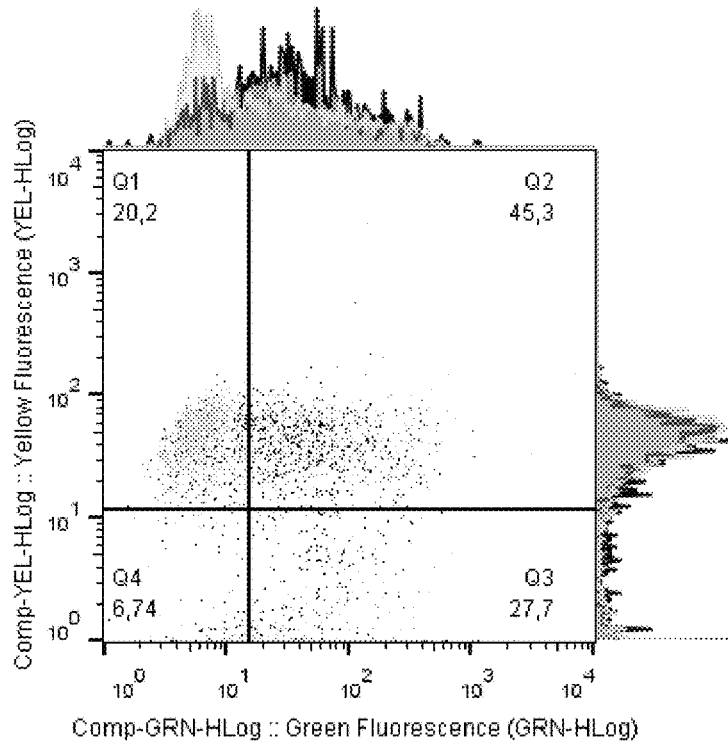 Comp-YEL-HLog :: Yellow Fluorescence (YEL-HLog)
10^4
10^3
10^2
10^1
10^0
Q1
20,2
Q2
45,3
Q4
6,74
Q3
27,7
10^0
10^1
10^2
10^3
10^4
Comp-GRN-HLog :: Green Fluorescence (GRN-HLog)